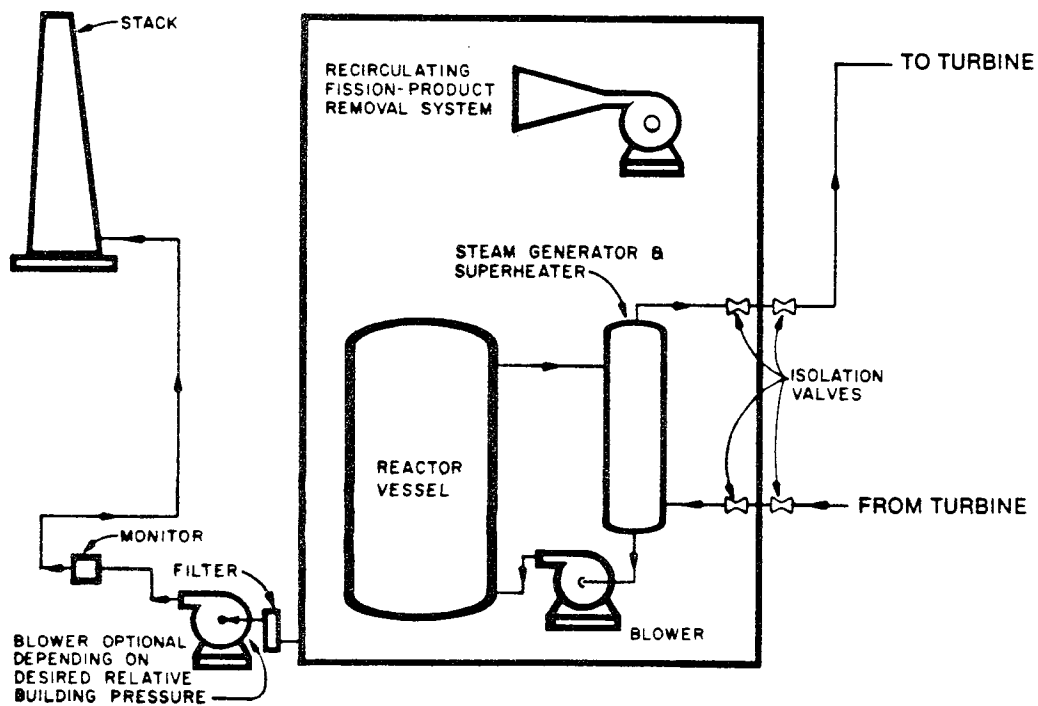 STACK
RECIRCULATING
FISSION-PRODUCT
REMOVAL SYSTEM
TO TURBINE
STEAM GENERATOR &
SUPERHEATER
ISOLATION
VALVES
REACTOR
VESSEL
FROM TURBINE
MONITOR
FILTER
BLOWER
BLOWER OPTIONAL
DEPENDING ON
DESIRED RELATIVE
BUILDING PRESSURE